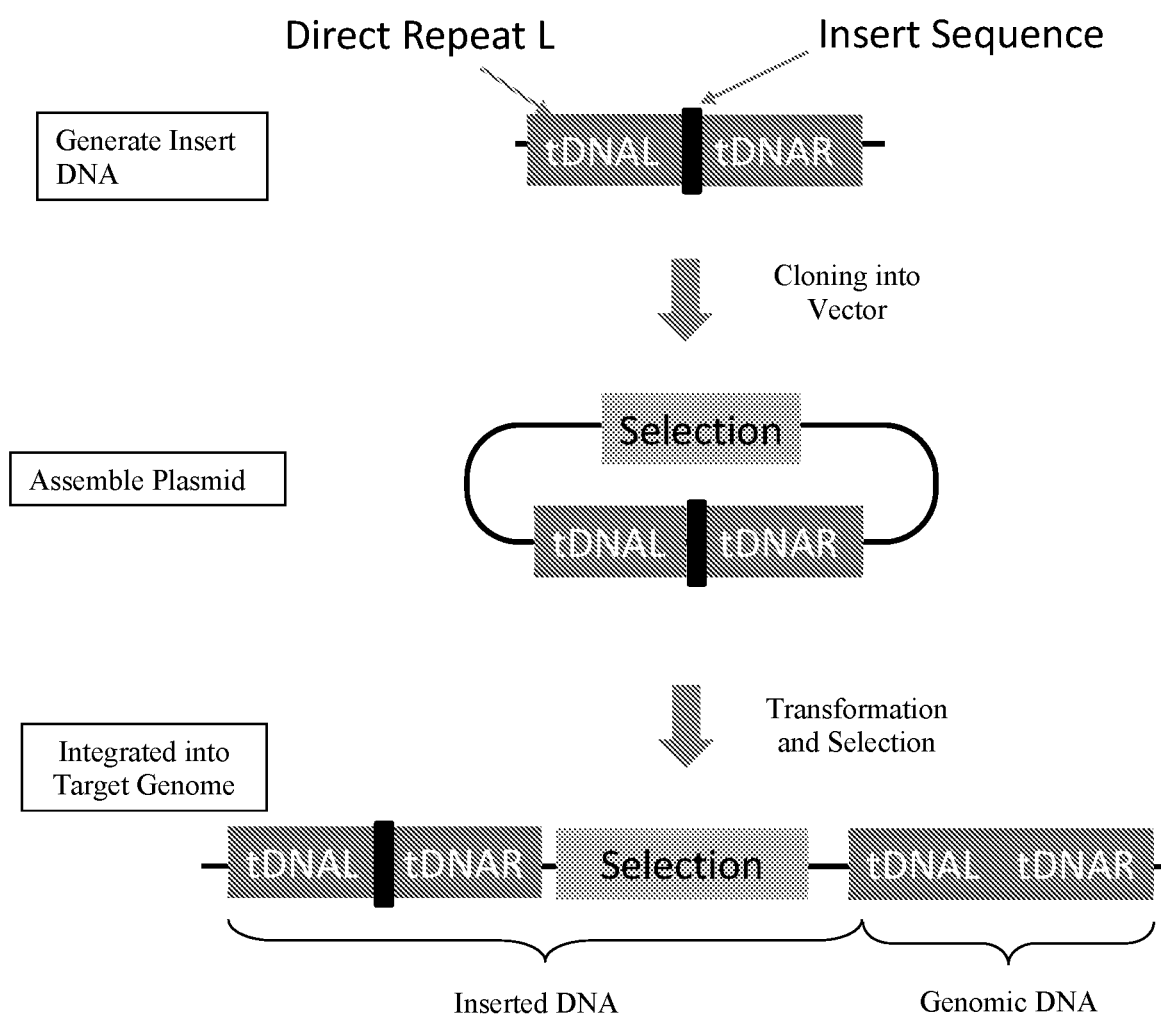 Direct Repeat L
Insert Sequence
Generate Insert
DNA
tDNAL
tDNAR
Cloning into
Vector
Selection
Assemble Plasmid
tDNAL
tDNAR
Transformation
and Selection
Integrated into
Target Genome
tDNAL
tDNAR
Selection
tDNAL
tDNAR
Inserted DNA
Genomic DNA